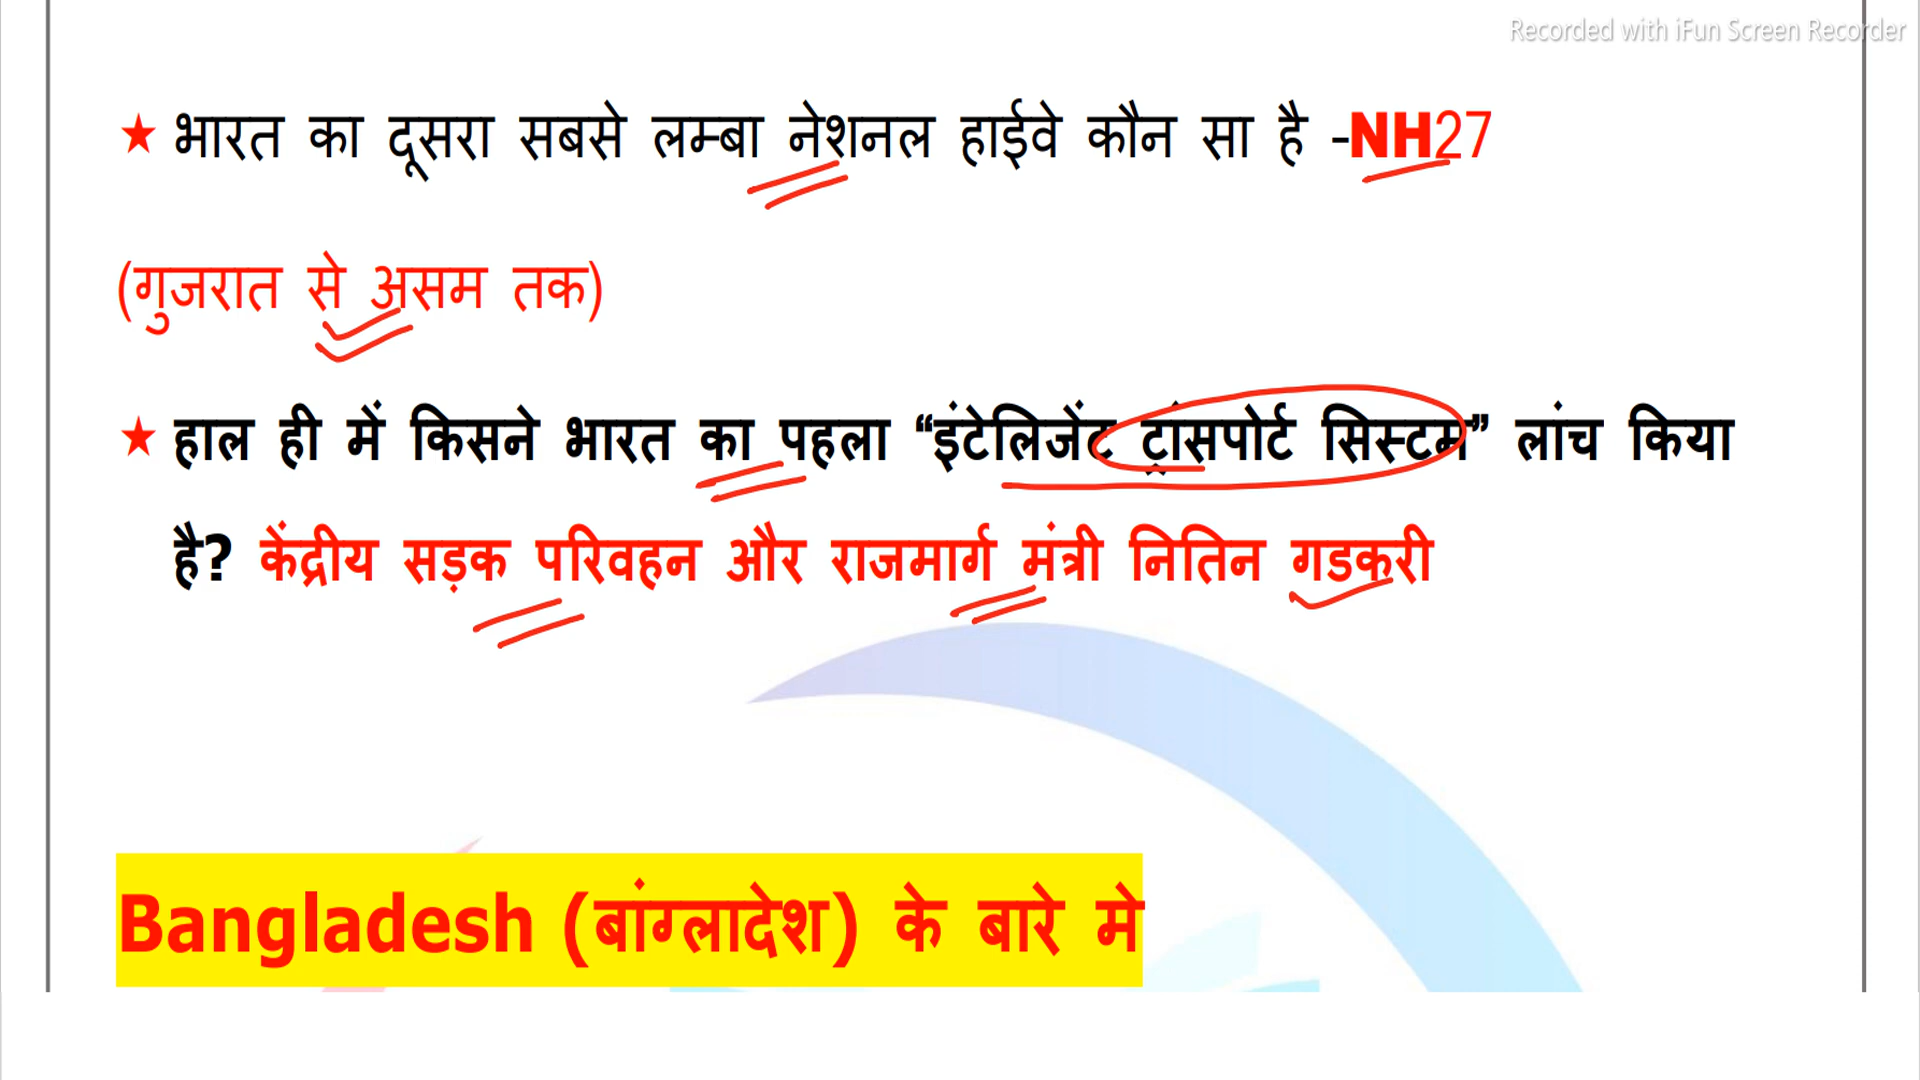 Recorded with iFun Screen Recorder
★ भारत का दूसरा सबसे लम्बा नेशनल हाईवे कौन सा है -NH27
(गुजरात से असम तक)
★ हाल ही में किसने भारत का पहला “इंटेलिजेंट ट्रांसपोर्ट सिस्टम” लांच किया
है? केंद्रीय सड़क परिवहन और राजमार्ग मंत्री नितिन गडकरी
Bangladesh (बांग्लादेश) के बारे मे